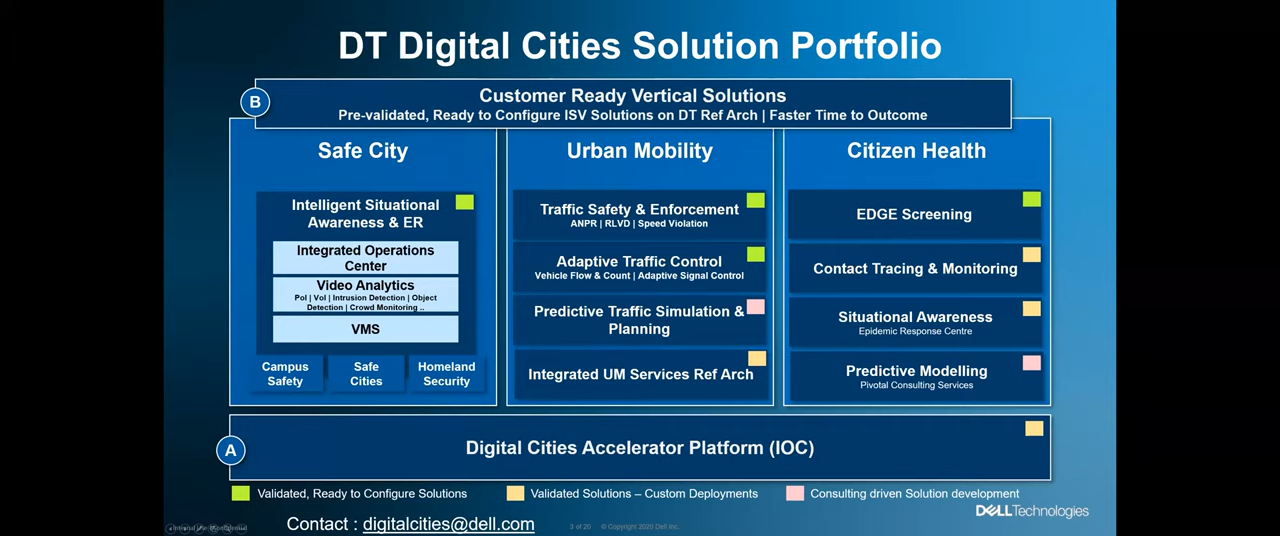 DT Digital Cities Solution Portfolio
B
Customer Ready Vertical Solutions
Pre-validated, Ready to Configure ISV Solutions on DT Ref Arch | Faster Time to Outcome
Safe City
Intelligent Situational
Awareness & ER
Integrated Operations
Center
Video Analytics
PoI | VoI | Intrusion Detection | Object
Detection | Crowd Monitoring ..
VMS
Campus
Safety
Safe
Cities
Homeland
Security
Urban Mobility
Traffic Safety & Enforcement
ANPR | RLVD | Speed Violation
Adaptive Traffic Control
Vehicle Flow & Count | Adaptive Signal Control
Predictive Traffic Simulation &
Planning
Integrated UM Services Ref Arch
Citizen Health
EDGE Screening
Contact Tracing & Monitoring
Situational Awareness
Epidemic Response Centre
Predictive Modelling
Pivotal Consulting Services
A
Digital Cities Accelerator Platform (IOC)
Validated, Ready to Configure Solutions
Validated Solutions – Custom Deployments
Consulting driven Solution development
Contact : digitalcities@dell.com
3 of 20
© Copyright 2020 Dell Inc.
DELLTechnologies